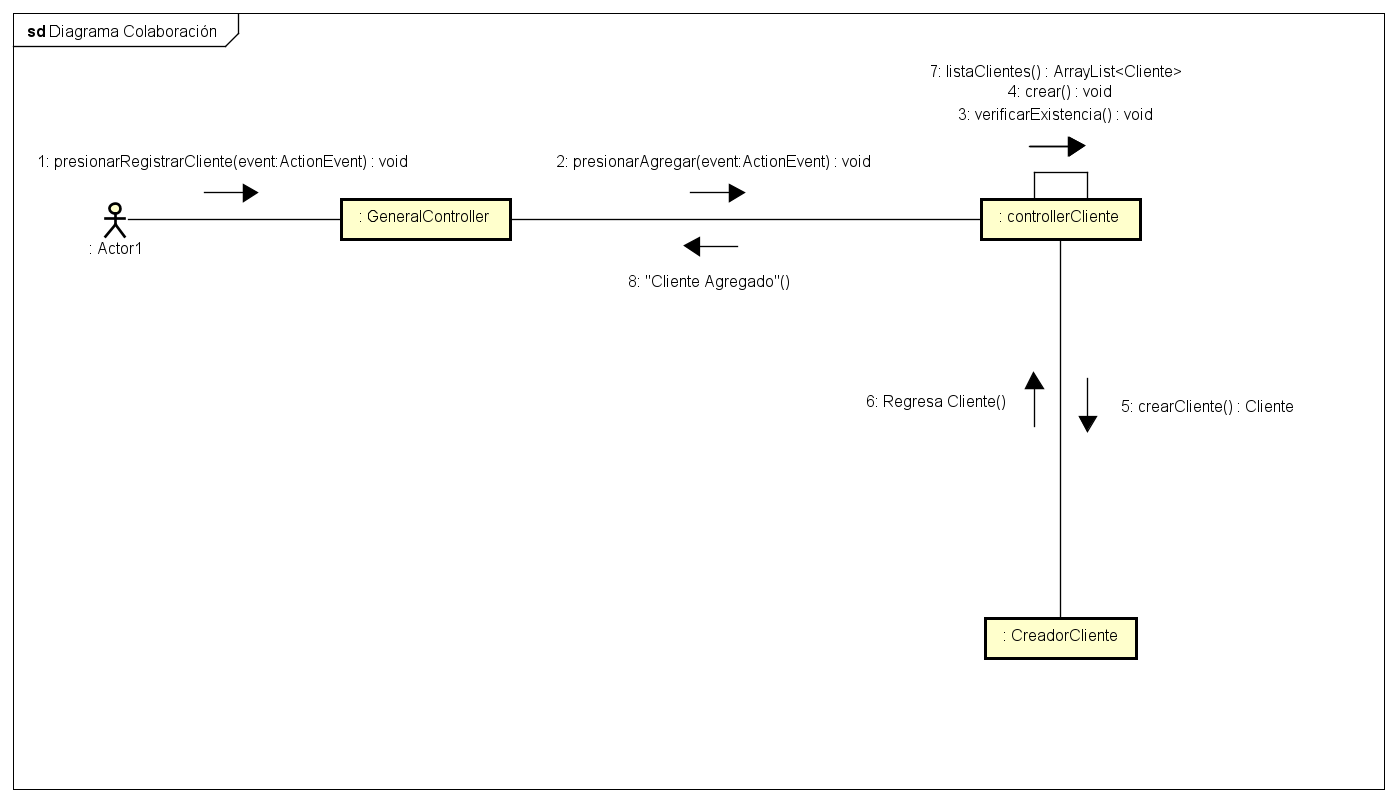 sd Diagrama Colaboración
7: listaClientes() : ArrayList<Cliente>
4: crear() : void
3: verificarExistencia() : void
1: presionarRegistrarCliente(event:ActionEvent) : void
2: presionarAgregar(event:ActionEvent) : void
: GeneralController
: controllerCliente
: Actor1
8: "Cliente Agregado"()
6: Regresa Cliente()
5: crearCliente() : Cliente
: CreadorCliente